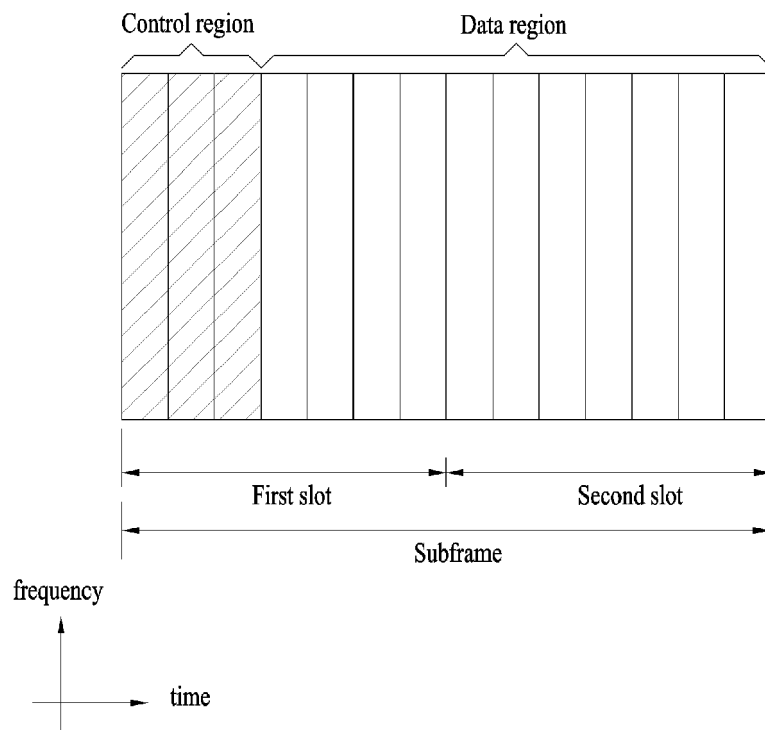 Control region
Data region
First slot
Second slot
Subframe
frequency
time